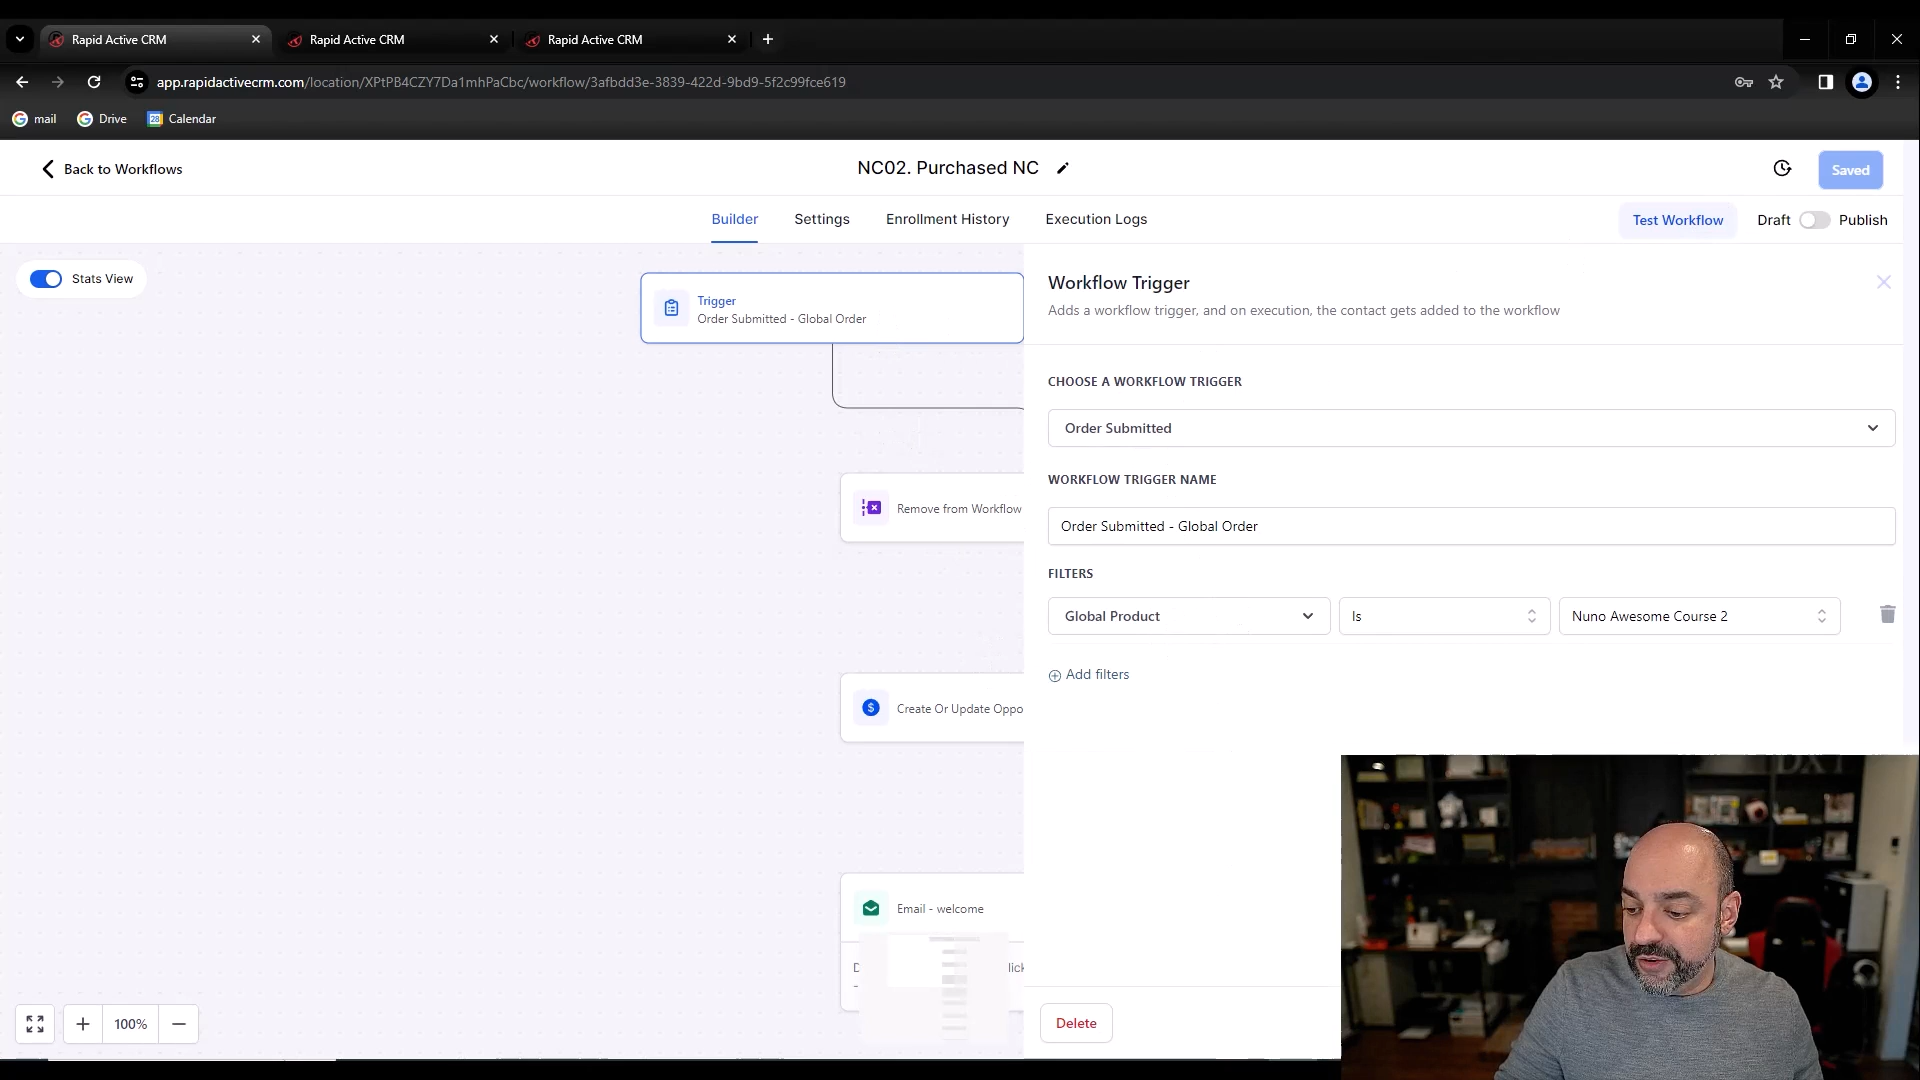 Rapid Active CRM
Rapid Active CRM
Rapid Active CRM
app.rapidactivecrm.com/location/XPtPB4CZY7Da1mhPaCbc/workflow/3afbdd3e-3839-422d-9bd9-5f2c99fce619
mail
Drive
28 Calendar
Back to Workflows
NC02. Purchased NC
Saved
Builder
Settings
Enrollment History
Execution Logs
Test Workflow
Draft
Publish
Stats View
Trigger
Order Submitted - Global Order
Remove from Workflow
$ Create Or Update Oppo
Email - welcome
D
lick
-
100%
Workflow Trigger
Adds a workflow trigger, and on execution, the contact gets added to the workflow
CHOOSE A WORKFLOW TRIGGER
Order Submitted
WORKFLOW TRIGGER NAME
Order Submitted - Global Order
FILTERS
Global Product
Is
Nuno Awesome Course 2
Add filters
Delete